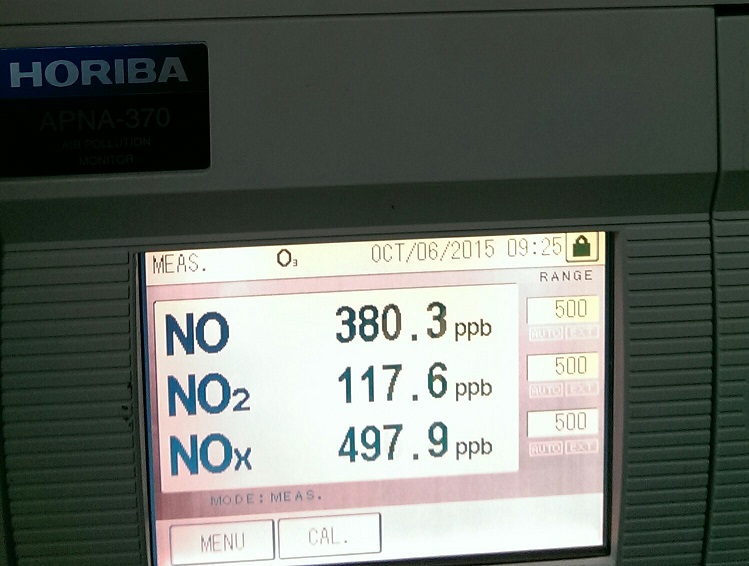 HORIBA
APNA-370
AIR POLLUTION
MONITOR
MEAS. O₃ OCT/06/2015 09:25
RANGE
NO 380.3 ppb 500
AUTO EXT
NO₂ 117.6 ppb 500
AUTO EXT
NOx 497.9 ppb 500
AUTO EXT
MODE:MEAS.
MENU CAL.